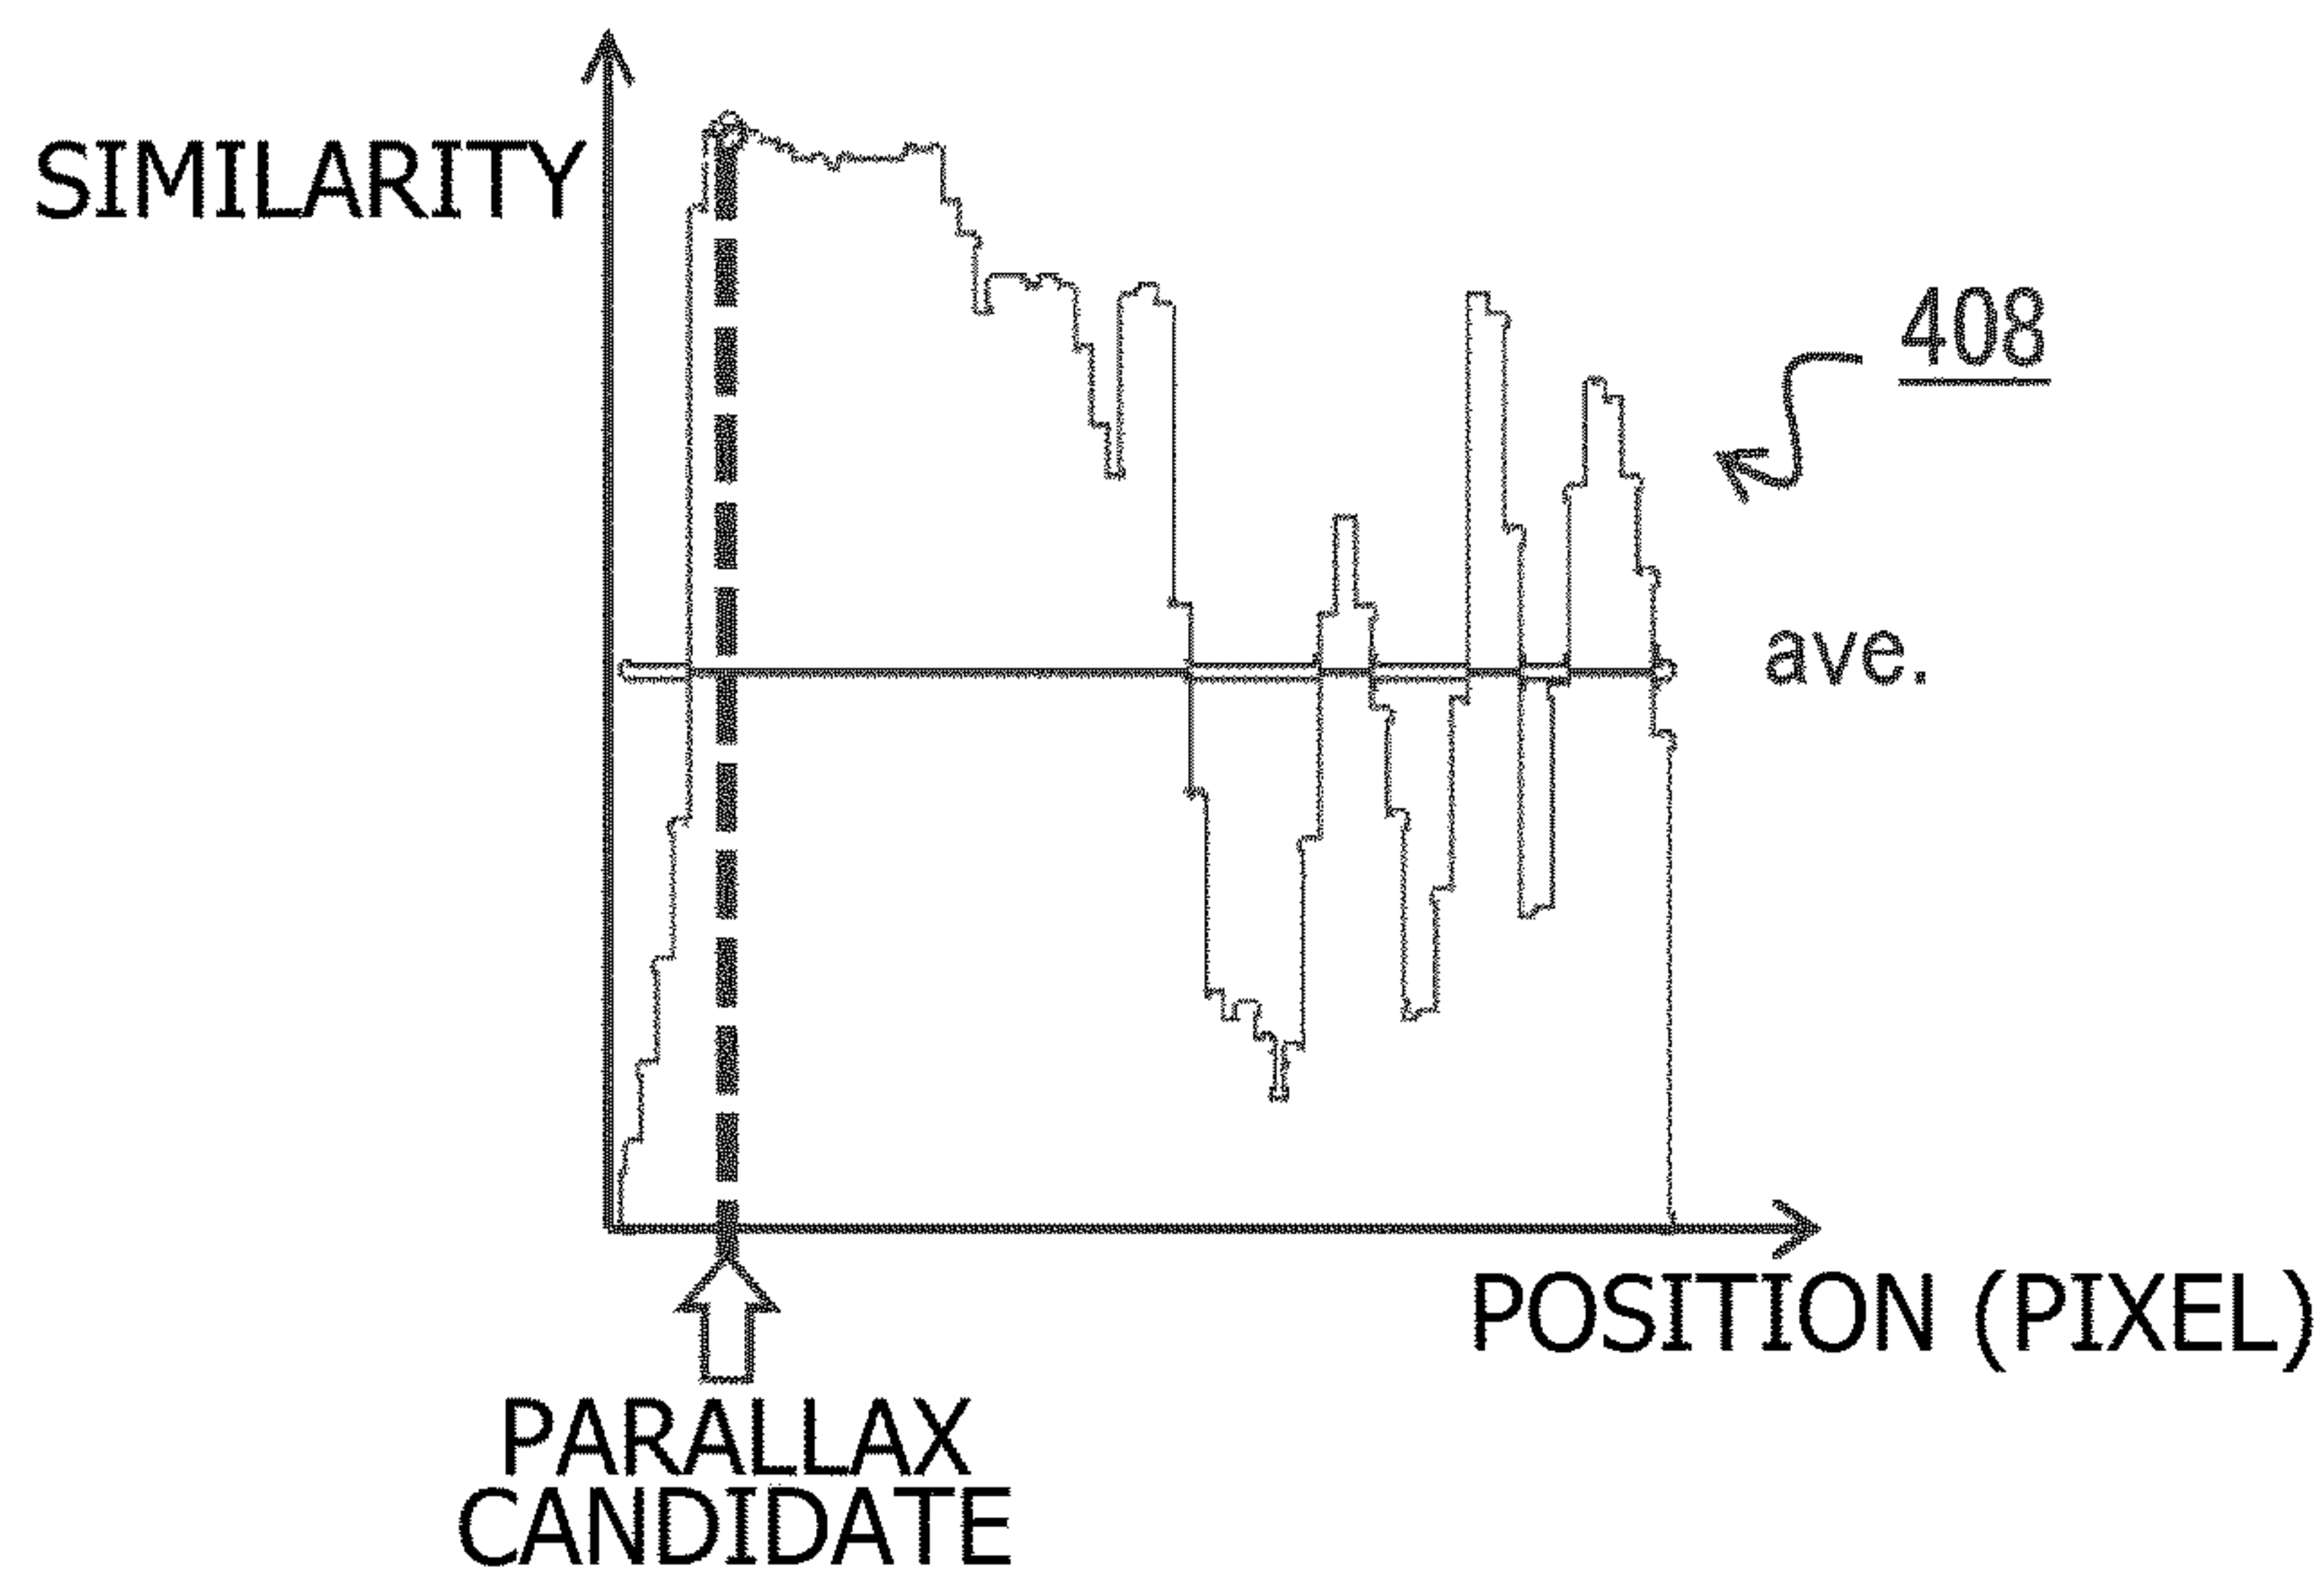 SIMILARITY
408
ave.
POSITION (PIXEL)
PARALLAX
CANDIDATE